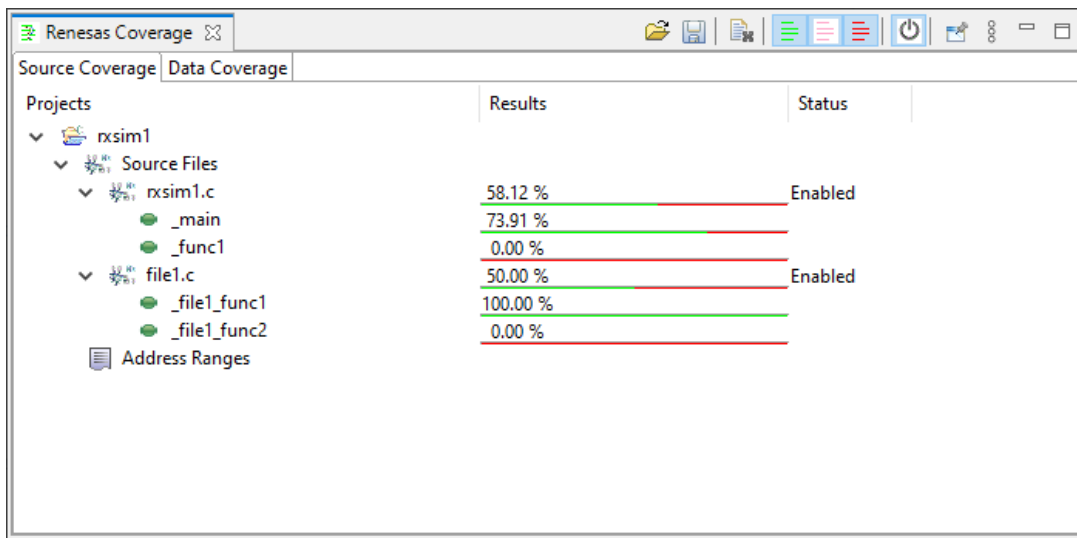 Renesas Coverage
Source Coverage Data Coverage
Projects Results Status
rxsim1
Source Files
rxsim1.c 58.12 % Enabled
_main 73.91 %
_func1 0.00 %
file1.c 50.00 % Enabled
_file1_func1 100.00 %
_file1_func2 0.00 %
Address Ranges